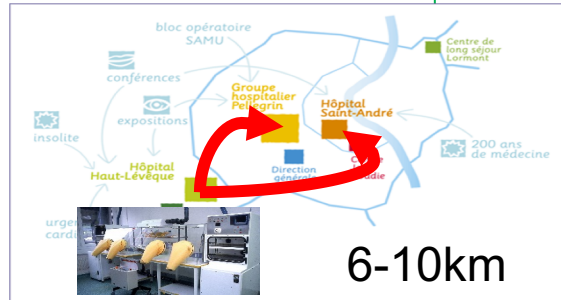 bloc opératoire
SAMU
Centre de
long séjour
Lormont
conférences
Groupe
hospitalier
Pellegrin
Hôpital
Saint-André
insolite
expositions
200 ans
de médecine
Hôpital
Haut-Lévêque
Direction
générale
6-10km